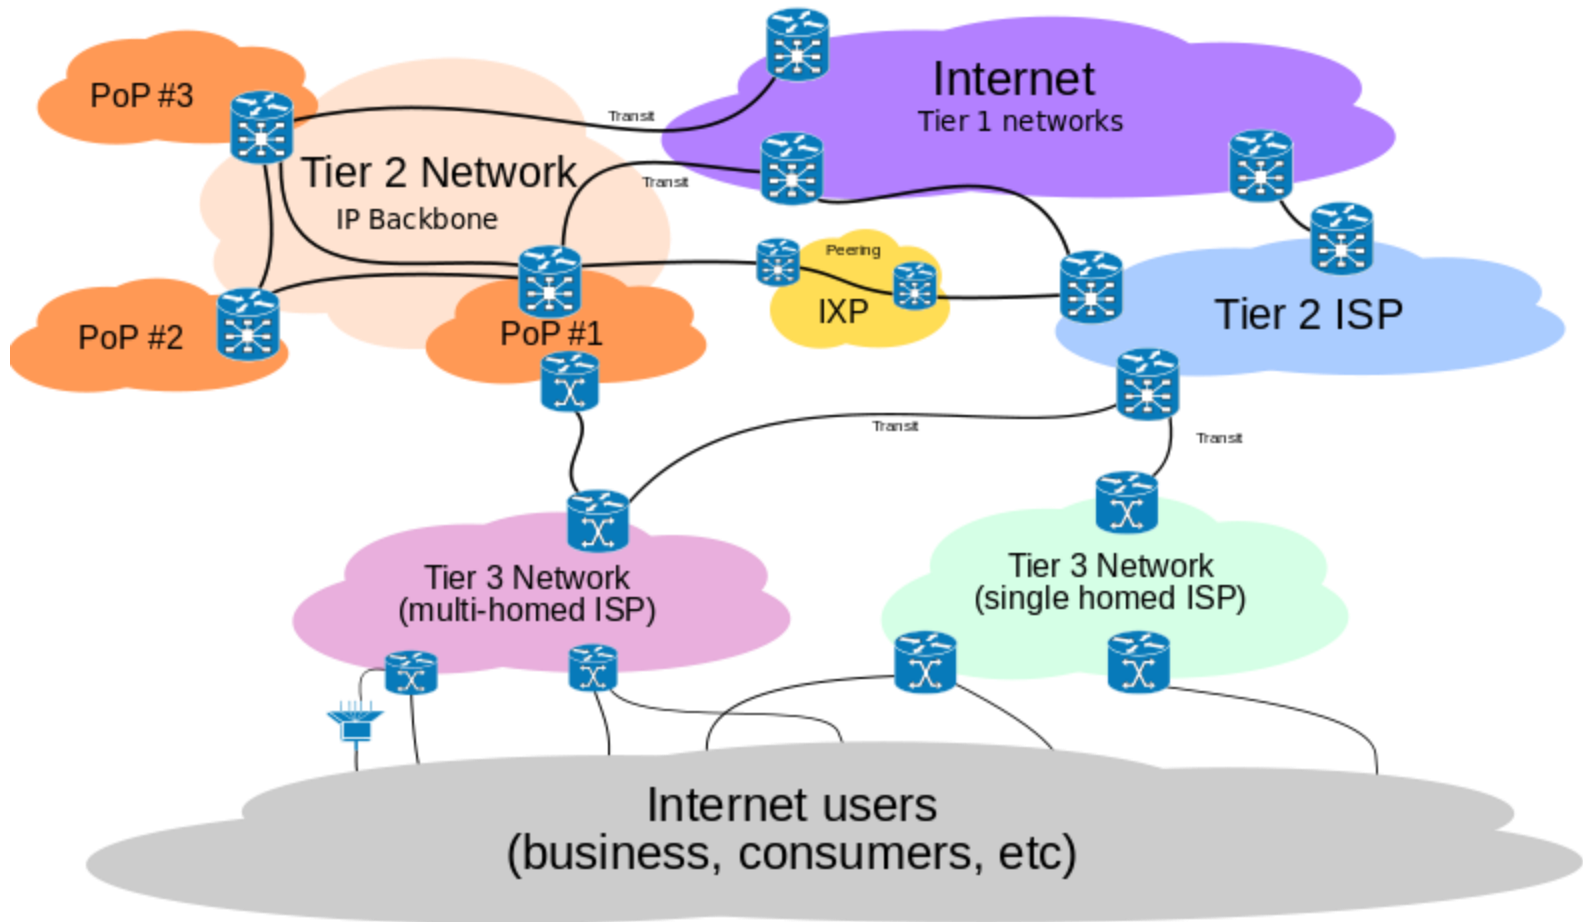 PoP #3
Internet
Tier 1 networks
Transit
Tier 2 Network
IP Backbone
Transit
Peering
IXP
Tier 2 ISP
PoP #2
PoP #1
Transit
Transit
Tier 3 Network
(multi-homed ISP)
Tier 3 Network
(single homed ISP)
Internet users
(business, consumers, etc)